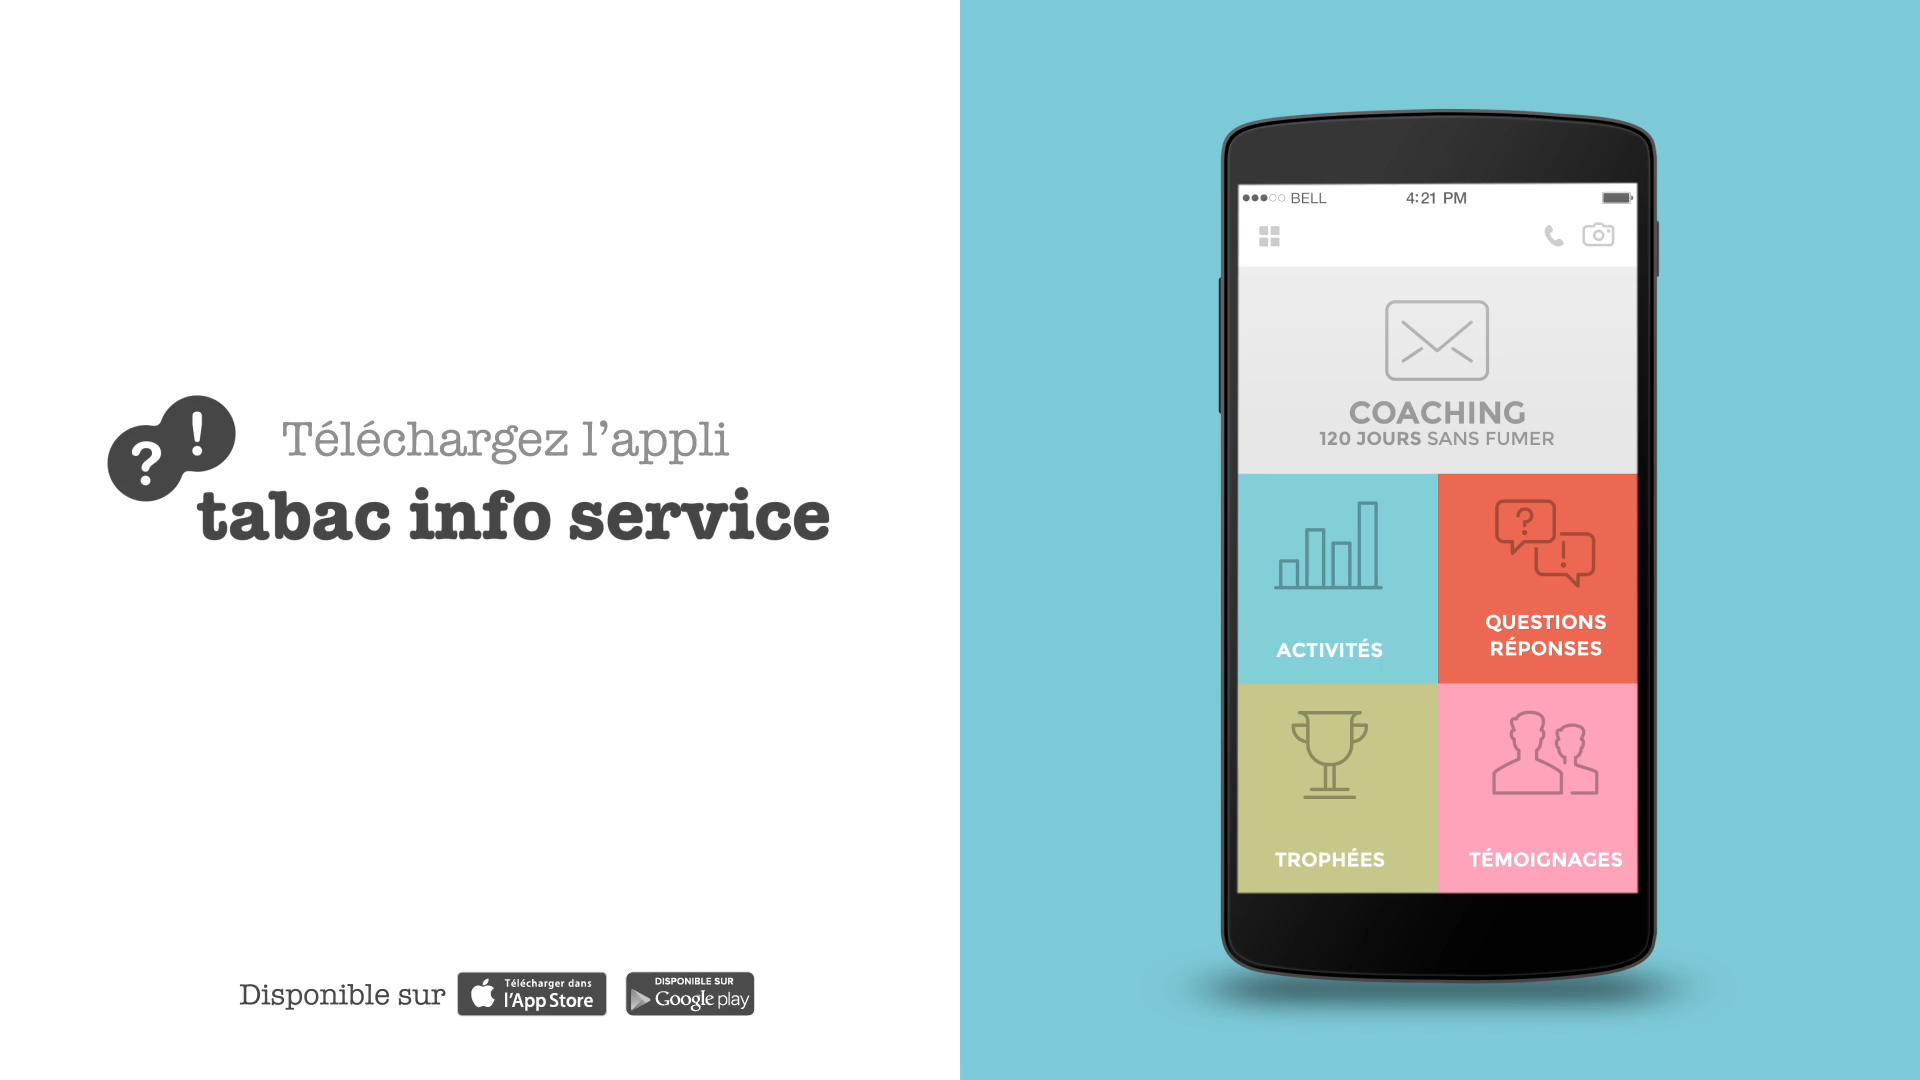 ? !
Téléchargez l’appli
tabac info service
Disponible sur
Télécharger dans
l’App Store
DISPONIBLE SUR
Google play
BELL 4:21 PM
COACHING
120 JOURS SANS FUMER
? !
ACTIVITÉS
QUESTIONS
RÉPONSES
TROPHÉES
TÉMOIGNAGES